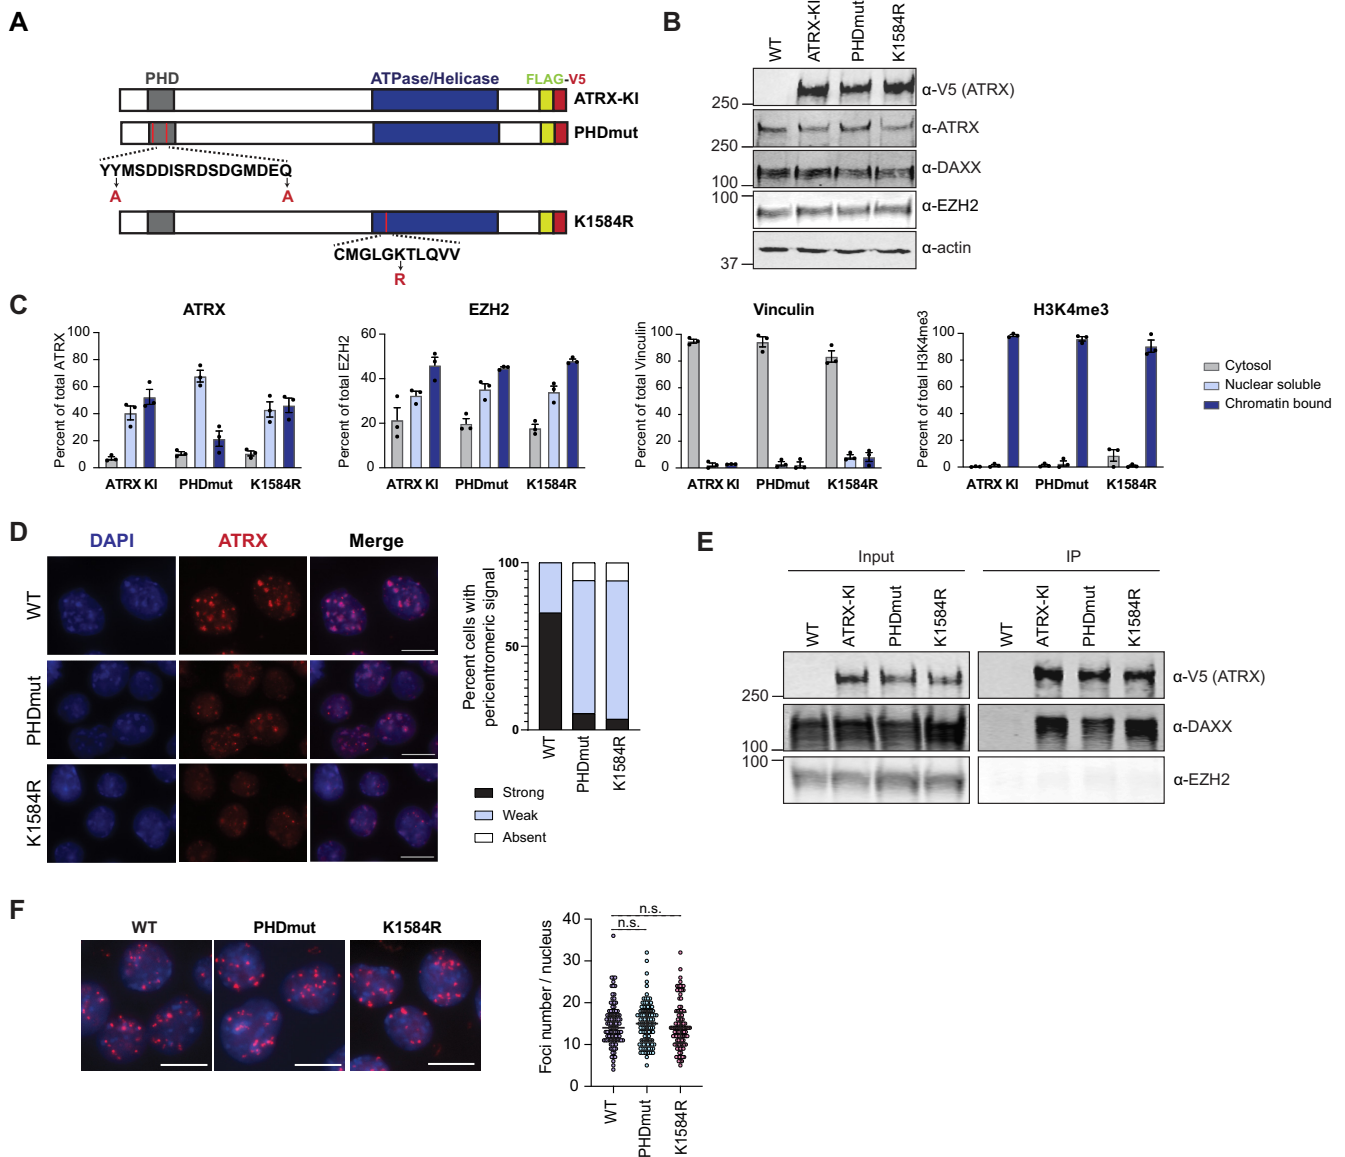 A
PHD
ATPase/Helicase
FLAG-V5
ATRX-KI
PHDmut
YYMSDDISRDSDGMDEQ
A
A
K1584R
CMGLGKTLQVV
R
B
WT
ATRX-KI
PHDmut
K1584R
250
α-V5 (ATRX)
250
α-ATRX
100
α-DAXX
100
α-EZH2
37
α-actin
C
ATRX
Percent of total ATRX
100
80
60
40
20
0
ATRX KI
PHDmut
K1584R
EZH2
Percent of total EZH2
60
40
20
0
ATRX KI
PHDmut
K1584R
Vinculin
Percent of total Vinculin
100
80
60
40
20
0
ATRX KI
PHDmut
K1584R
H3K4me3
Percent of total H3K4me3
100
80
60
40
20
0
ATRX KI
PHDmut
K1584R
Cytosol
Nuclear soluble
Chromatin bound
D
DAPI
ATRX
Merge
WT
PHDmut
K1584R
Percent cells with
pericentromeric signal
100
50
0
WT
PHDmut
K1584R
Strong
Weak
Absent
E
Input
IP
WT
ATRX-KI
PHDmut
K1584R
WT
ATRX-KI
PHDmut
K1584R
250
α-V5 (ATRX)
100
α-DAXX
100
α-EZH2
F
WT
PHDmut
K1584R
Foci number / nucleus
40
30
20
10
0
n.s.
n.s.
WT
PHDmut
K1584R